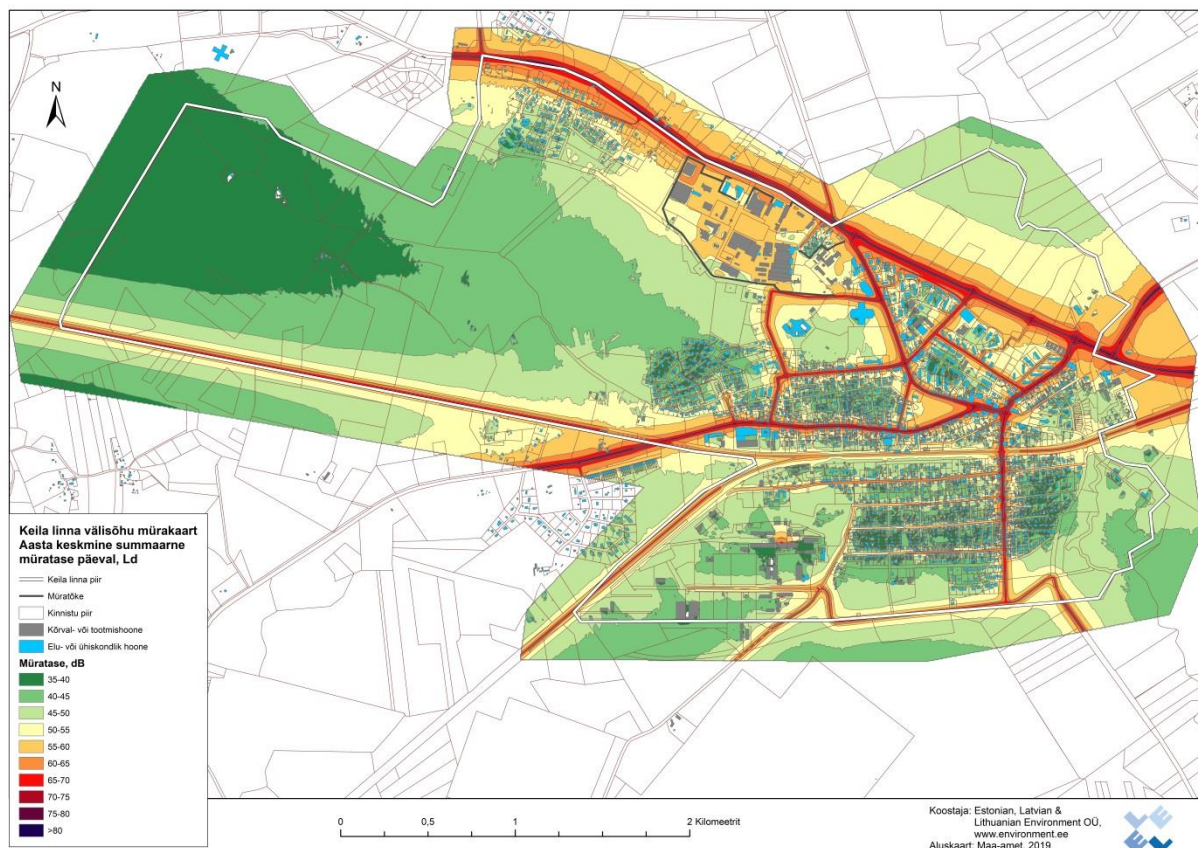 N
Keila linna välisõhu mürakaart
Aasta keskmine summaarne
müratase päeval, Ld
Keila linna piir
Müratõke
Kinnistu piir
Kõrval- või tootmishoone
Elu- või ühiskondlik hoone
Müratase, dB
35-40
40-45
45-50
50-55
55-60
60-65
65-70
70-75
75-80
>80
0 0,5 1 2 Kilomeetrit
Koostaja: Estonian, Latvian &
Lithuanian Environment OÜ,
www.environment.ee
Aluskaart: Maa-amet, 2019